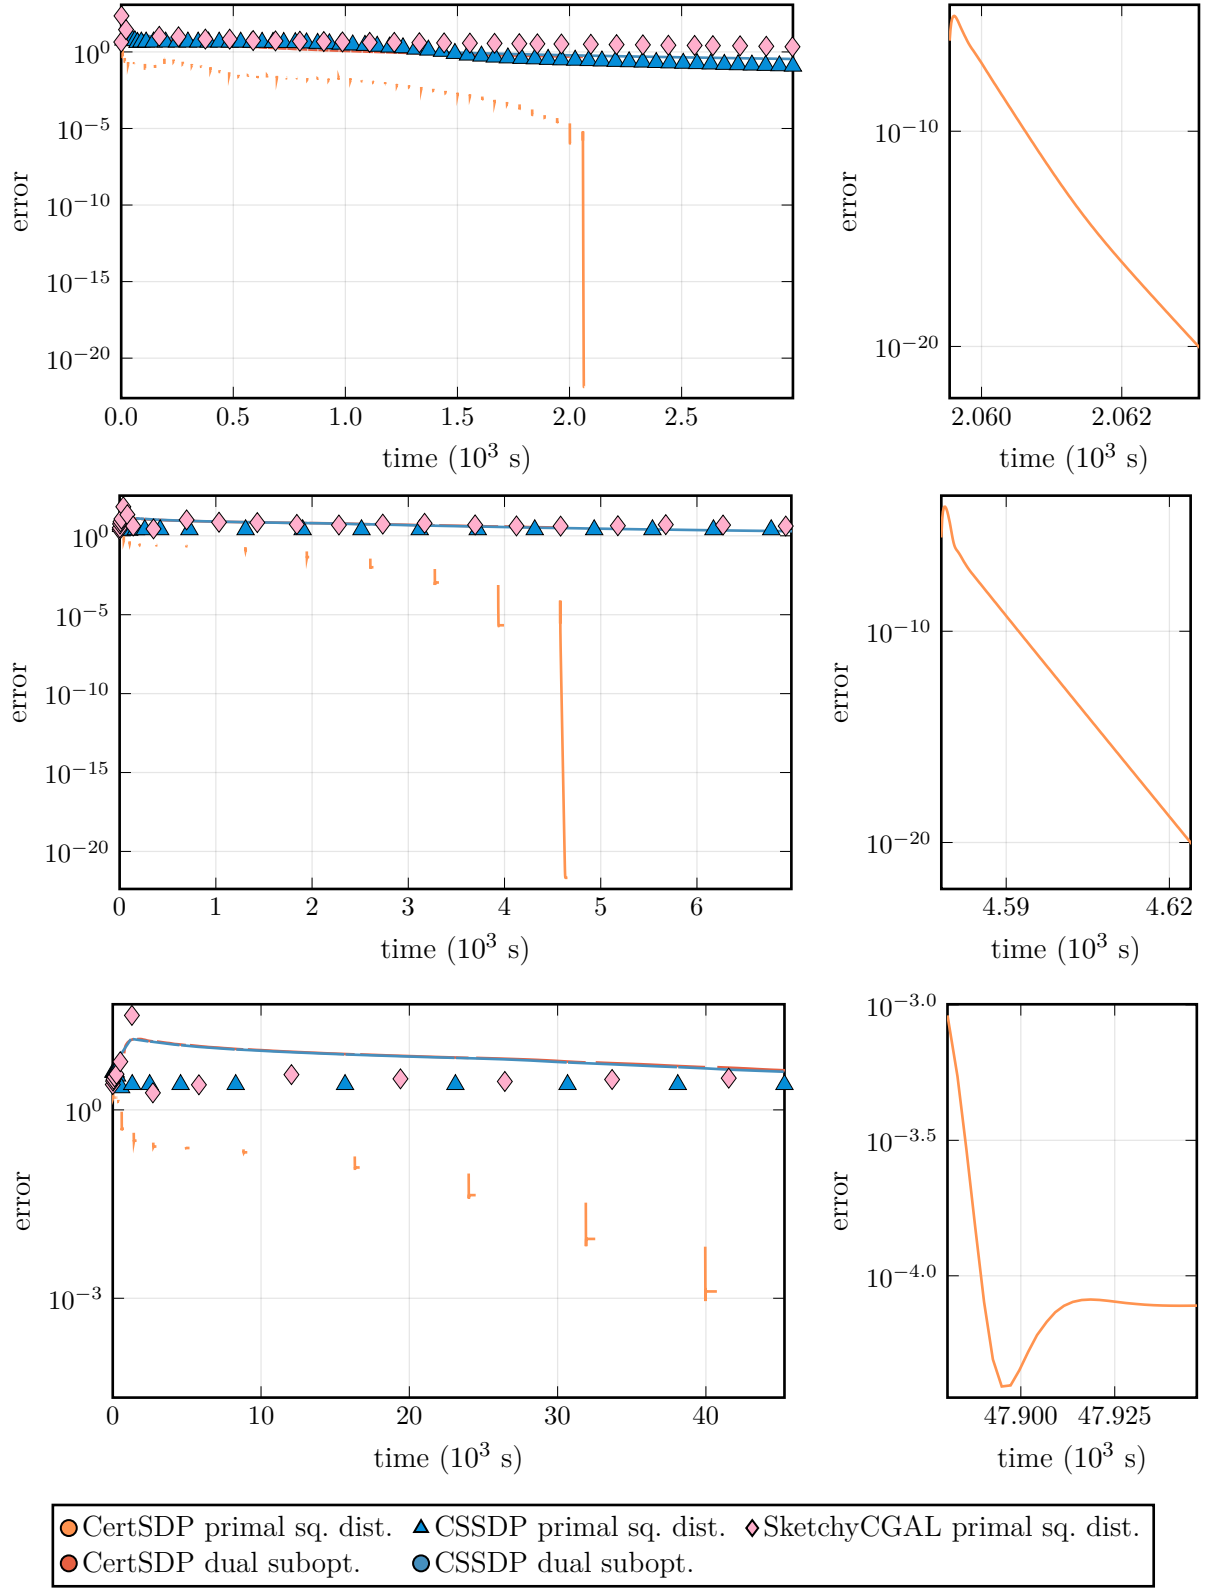 10^0
10^−5
10^−10
10^−15
10^−20
error
0.0 0.5 1.0 1.5 2.0 2.5
time (10^3 s)
10^−10
10^−20
error
2.060 2.062
time (10^3 s)
10^0
10^−5
10^−10
10^−15
10^−20
error
0 1 2 3 4 5 6
time (10^3 s)
10^−10
10^−20
error
4.59 4.62
time (10^3 s)
10^0
10^−3
error
0 10 20 30 40
time (10^3 s)
10^−3.0
10^−3.5
10^−4.0
error
47.900 47.925
time (10^3 s)
CertSDP primal sq. dist. CSSDP primal sq. dist. SketchyCGAL primal sq. dist.
CertSDP dual subopt. CSSDP dual subopt.